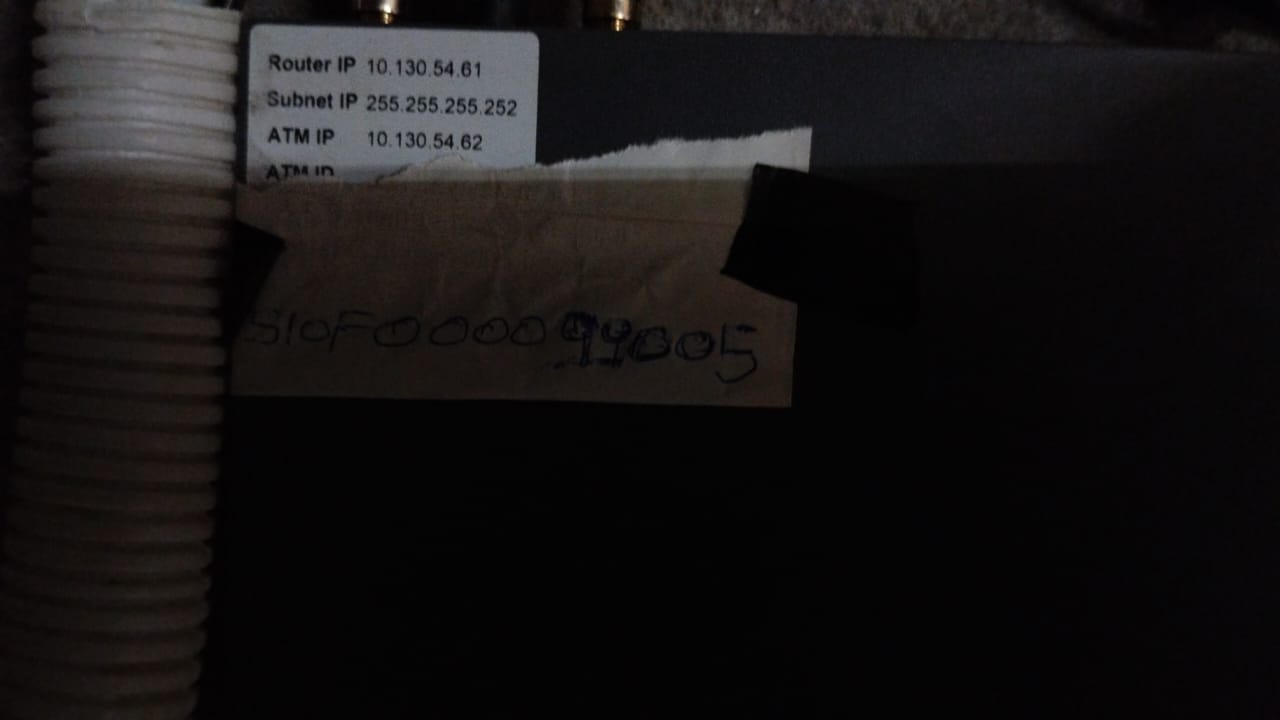 Router IP 10.130.54.61
Subnet IP 255.255.255.252
ATM IP 10.130.54.62
ATM ID